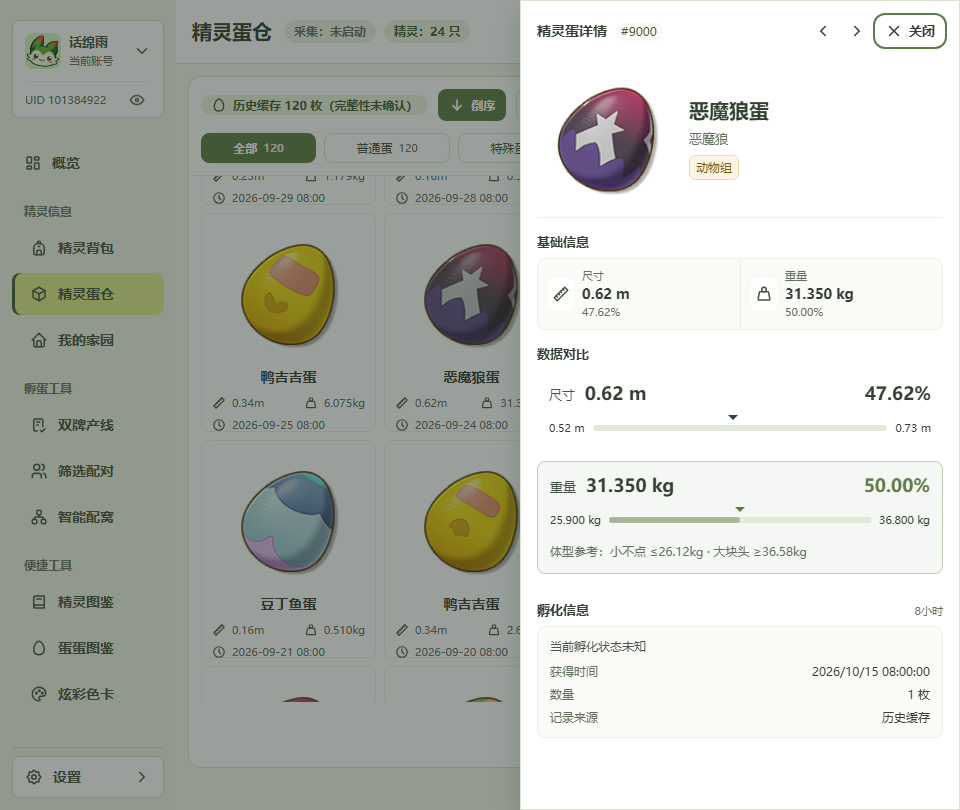 话绵雨
当前账号
UID 101384922
概览
精灵信息
精灵背包
精灵蛋仓
我的家园
孵蛋工具
双牌产线
筛选配对
智能配窝
便捷工具
精灵图鉴
蛋蛋图鉴
炫彩色卡
设置
精灵蛋仓
采集：未启动
精灵：24 只
历史缓存 120 枚（完整性未确认）
倒序
全部 120
普通蛋 120
特殊
2026-09-29 08:00
2026-09-28 08:00
鸭吉吉蛋
0.34m
6.075kg
2026-09-25 08:00
恶魔狼蛋
0.62m
31.3
2026-09-24 08:00
豆丁鱼蛋
0.16m
0.510kg
2026-09-21 08:00
鸭吉吉蛋
0.34m
2.6
2026-09-20 08:00
精灵蛋详情
#9000
关闭
恶魔狼蛋
恶魔狼
动物组
基础信息
尺寸
0.62 m
47.62%
重量
31.350 kg
50.00%
数据对比
尺寸 0.62 m
47.62%
0.52 m
0.73 m
重量 31.350 kg
50.00%
25.900 kg
36.800 kg
体型参考：小不点 ≤26.12kg · 大块头 ≥36.58kg
孵化信息
8小时
当前孵化状态未知
获得时间
2026/10/15 08:00:00
数量
1 枚
记录来源
历史缓存